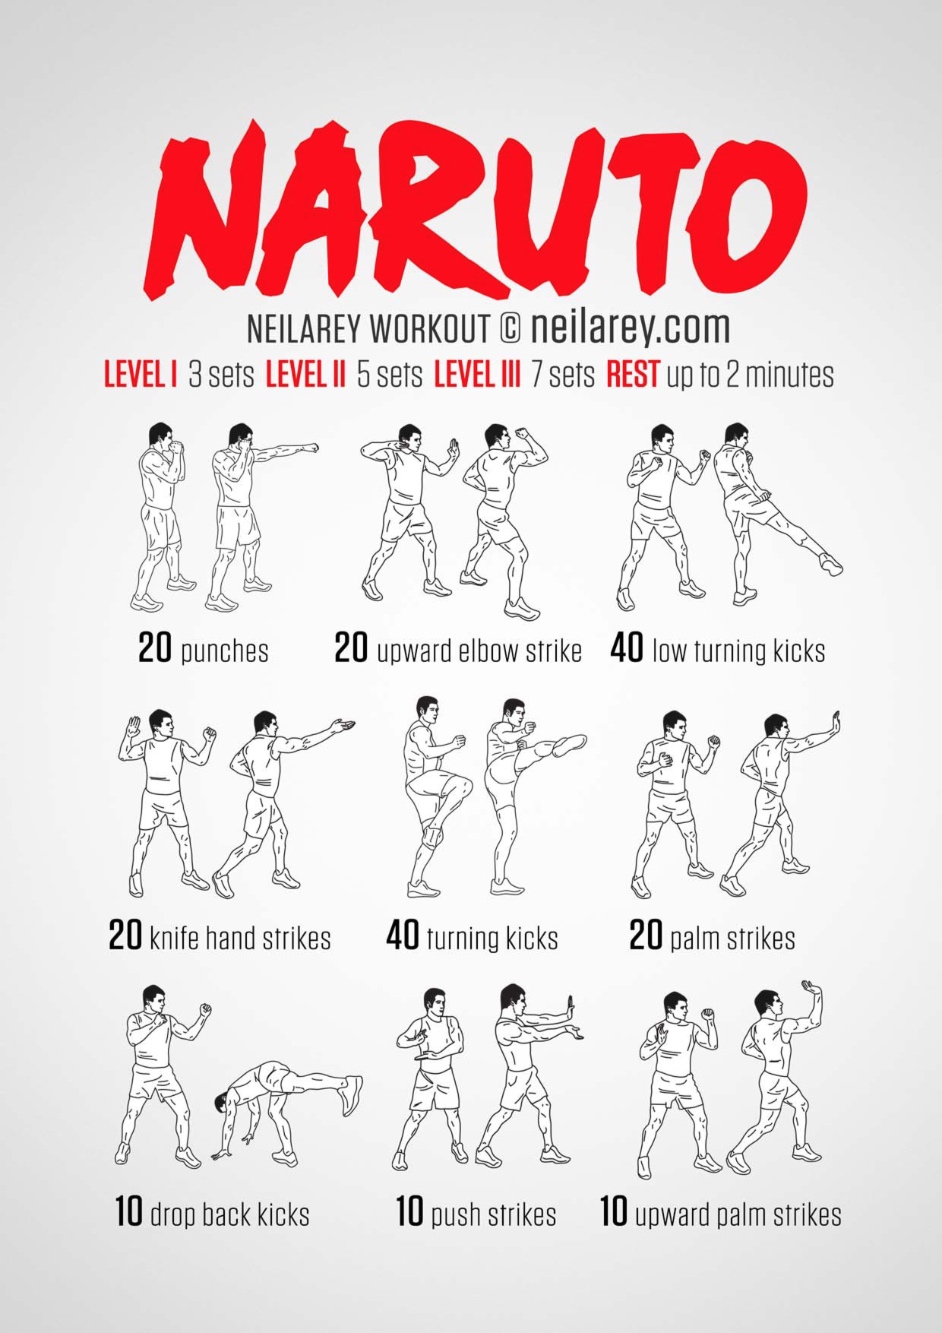 NARUTO
NEILAREY WORKOUT © neilarey.com
LEVEL I 3 sets LEVEL II 5 sets LEVEL III 7 sets REST up to 2 minutes
20 punches
20 upward elbow strike
40 low turning kicks
20 knife hand strikes
40 turning kicks
20 palm strikes
10 drop back kicks
10 push strikes
10 upward palm strikes